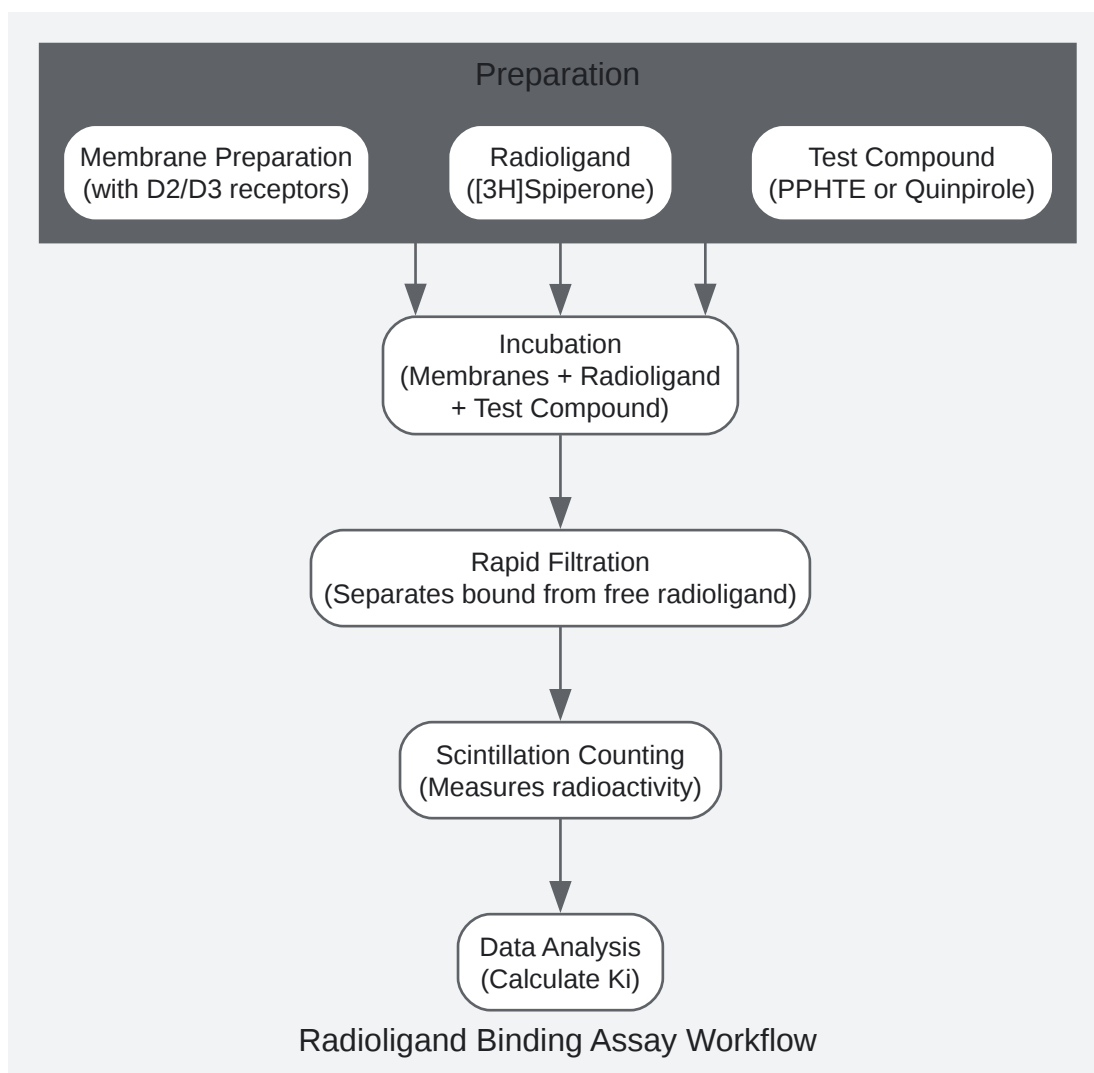 Preparation
Membrane Preparation
(with D2/D3 receptors)
Radioligand
([3H]Spiperone)
Test Compound
(PPHTE or Quinpirole)
Incubation
(Membranes + Radioligand
+ Test Compound)
Rapid Filtration
(Separates bound from free radioligand)
Scintillation Counting
(Measures radioactivity)
Data Analysis
(Calculate Ki)
Radioligand Binding Assay Workflow